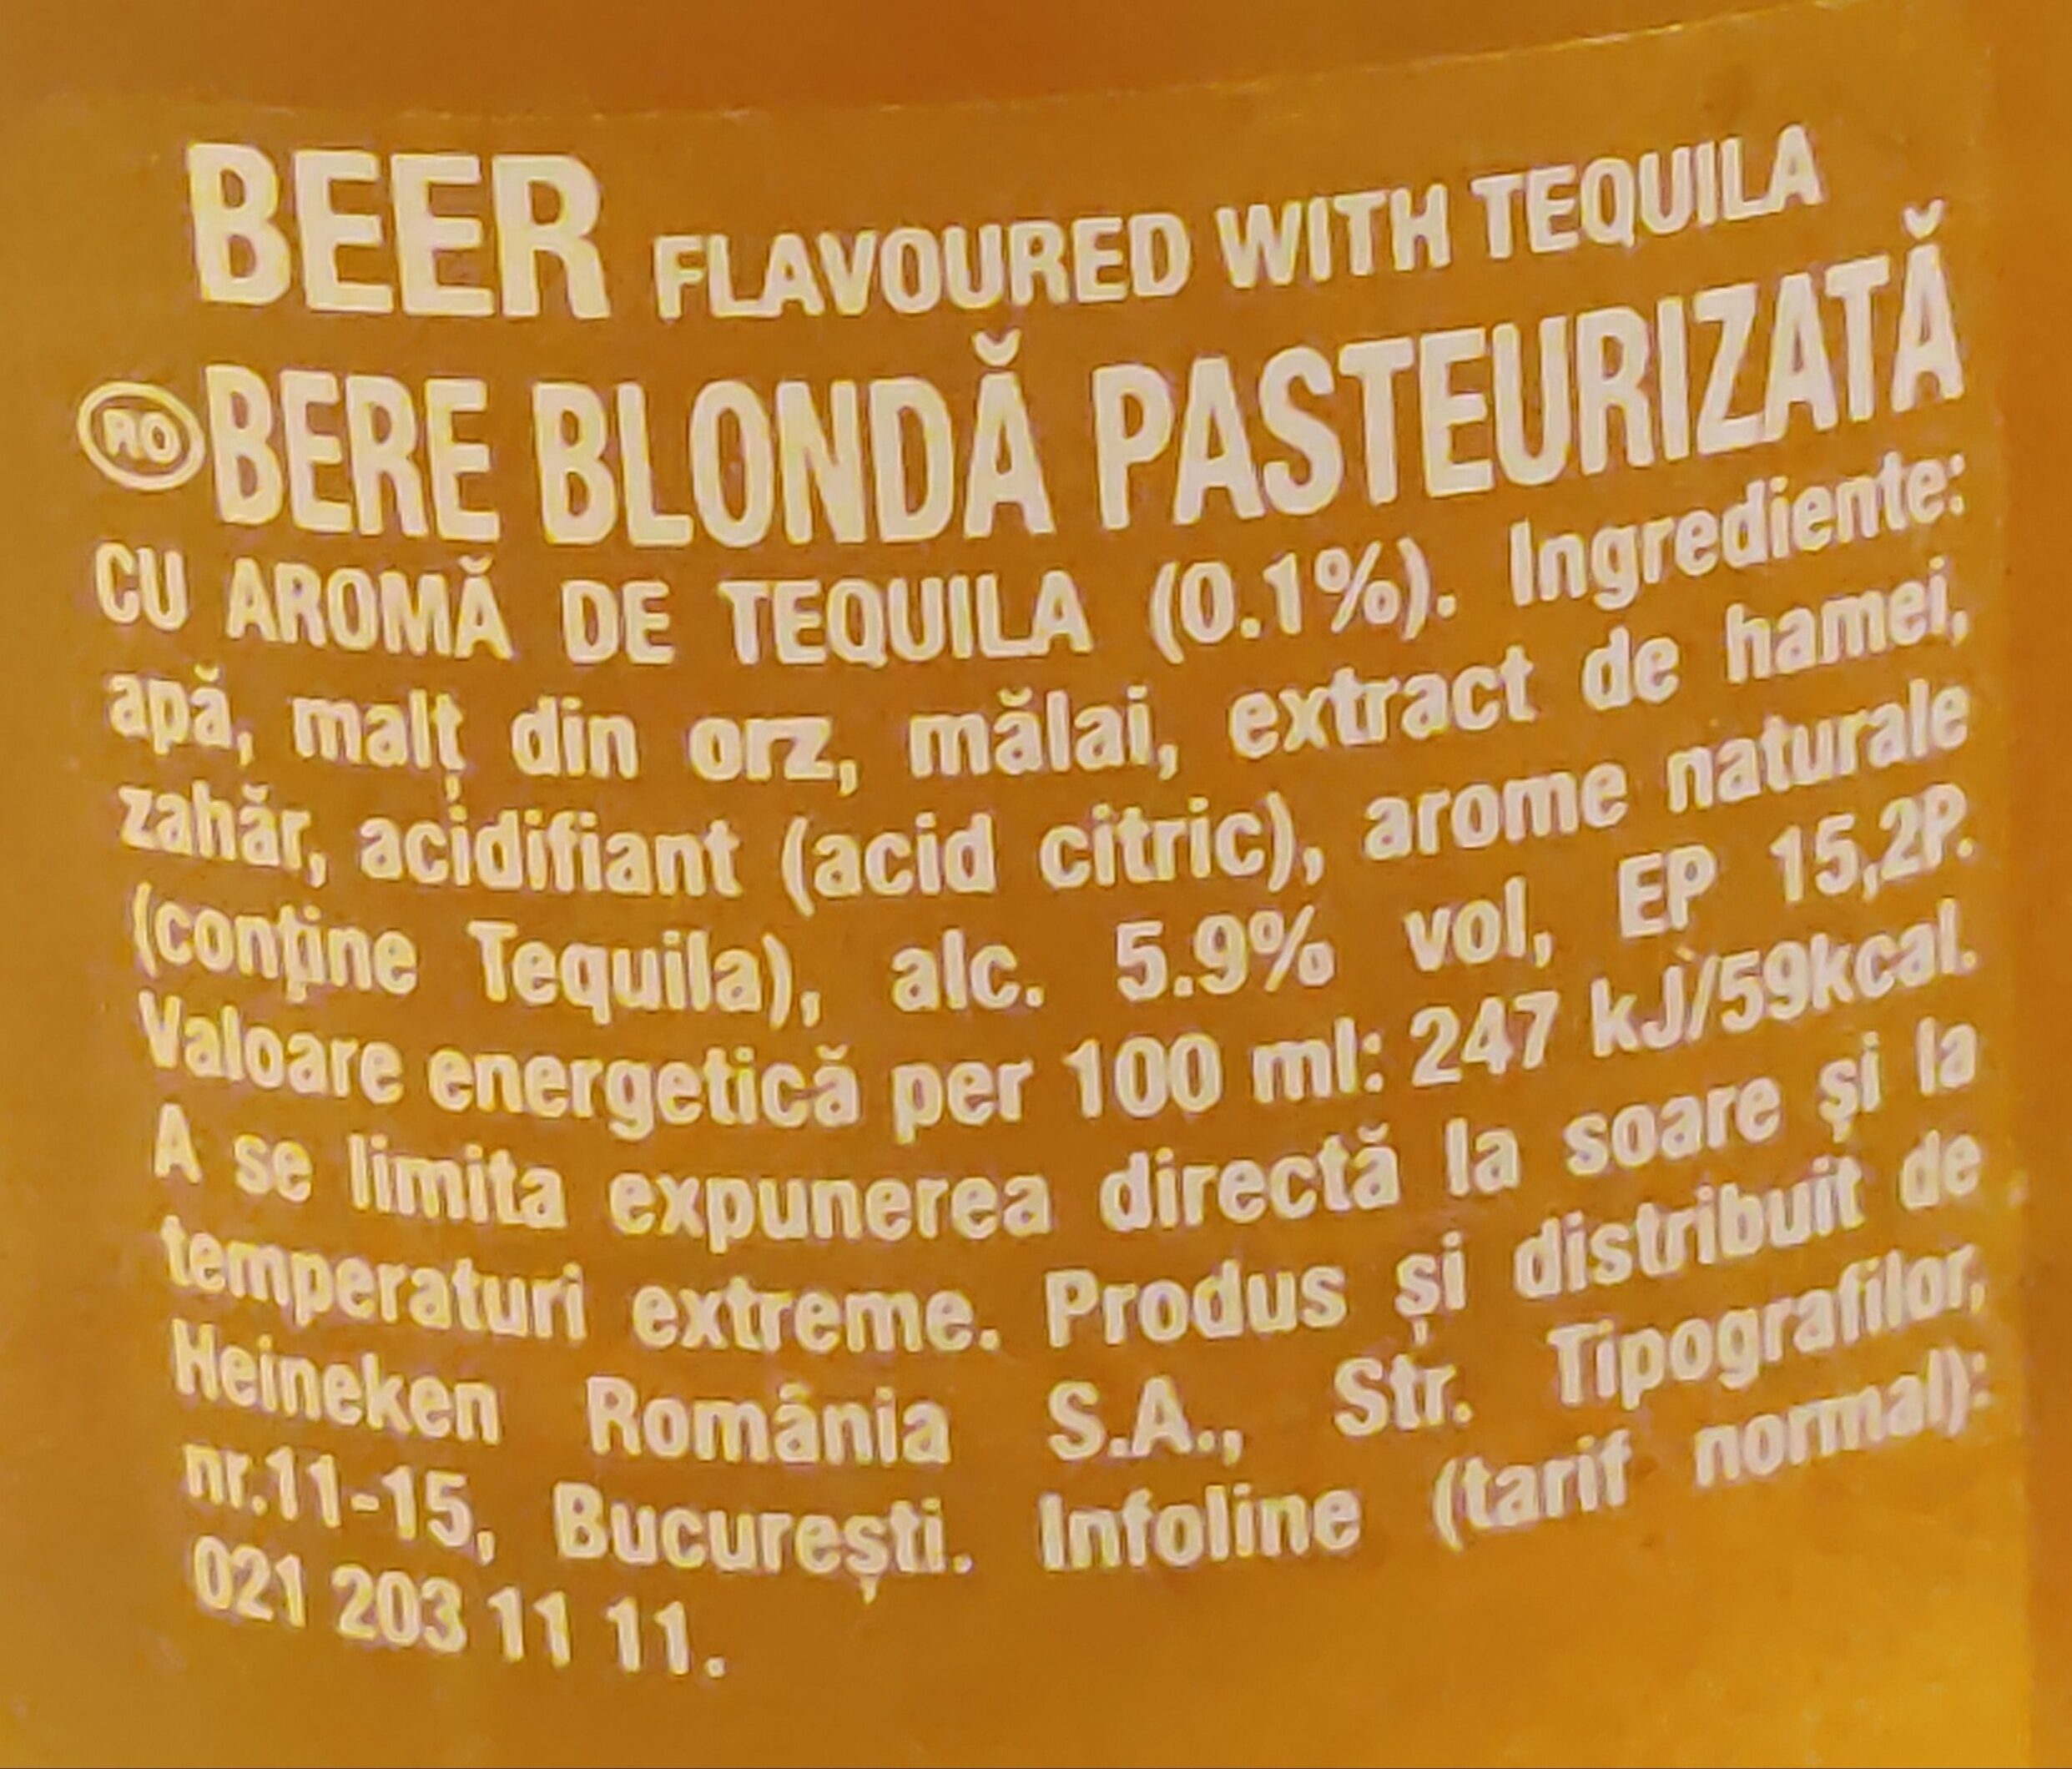 BEER FLAVOURED WITH TEQUILA
RO BERE BLONDĂ PASTEURIZATĂ
CU AROMĂ DE TEQUILA (0.1%). Ingrediente:
apă, malț din orz, mălai, extract de hamei,
zahăr, acidifiant (acid citric), arome naturale
(conține Tequila), alc. 5.9% vol, EP 15,2P.
Valoare energetică per 100 ml: 247 kJ/59kcal.
A se limita expunerea directă la soare și la
temperaturi extreme. Produs și distribuit de
Heineken România S.A., Str. Tipografilor,
nr.11-15, București. Infoline (tarif normal):
021 203 11 11.